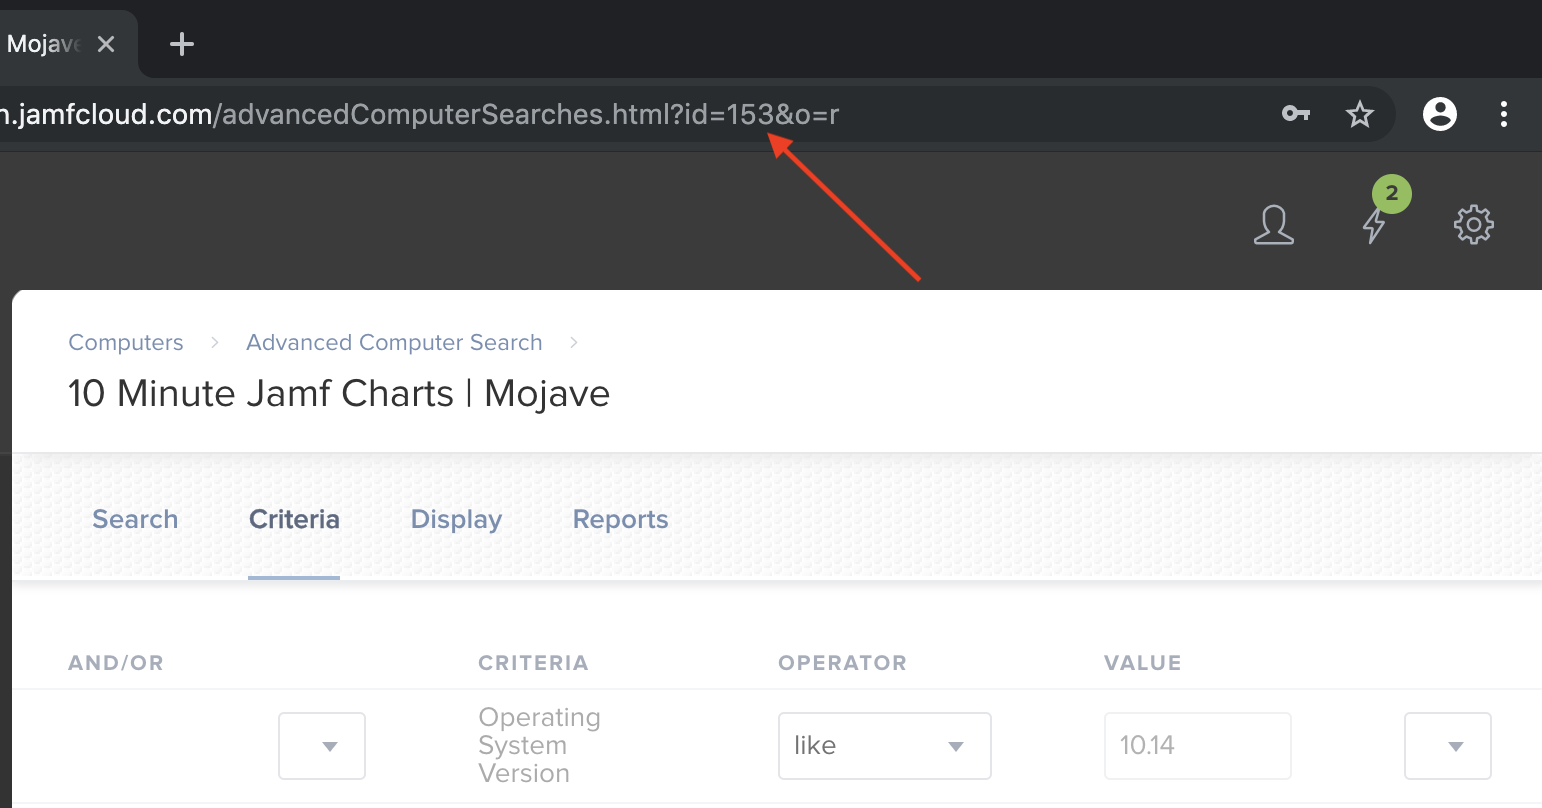 Mojave
n.jamfcloud.com/advancedComputerSearches.html?id=153&o=r
2
Computers > Advanced Computer Search >
10 Minute Jamf Charts | Mojave
Search Criteria Display Reports
AND/OR CRITERIA OPERATOR VALUE
Operating
System
Version
like 10.14